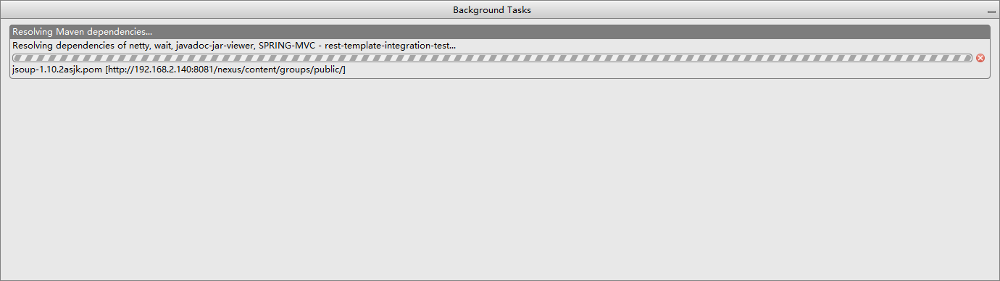 Background Tasks
Resolving Maven dependencies...
Resolving dependencies of netty, wait, javadoc-jar-viewer, SPRING-MVC - rest-template-integration-test...
jsoup-1.10.2asjk.pom [http://192.168.2.140:8081/nexus/content/groups/public/]